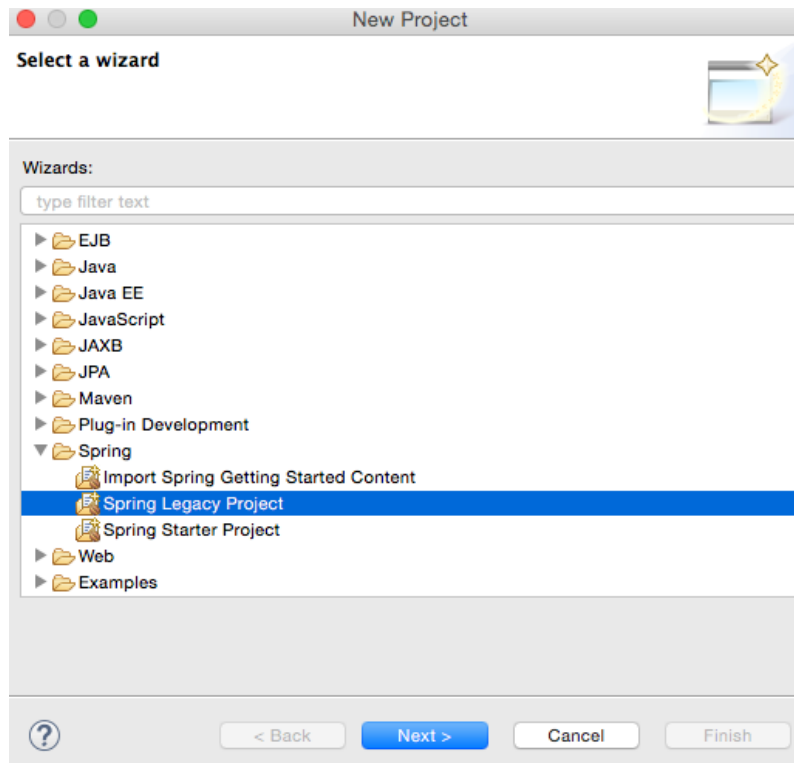 New Project
Select a wizard
Wizards:
type filter text
EJB
Java
Java EE
JavaScript
JAXB
JPA
Maven
Plug-in Development
Spring
Import Spring Getting Started Content
Spring Legacy Project
Spring Starter Project
Web
Examples
? < Back Next > Cancel Finish